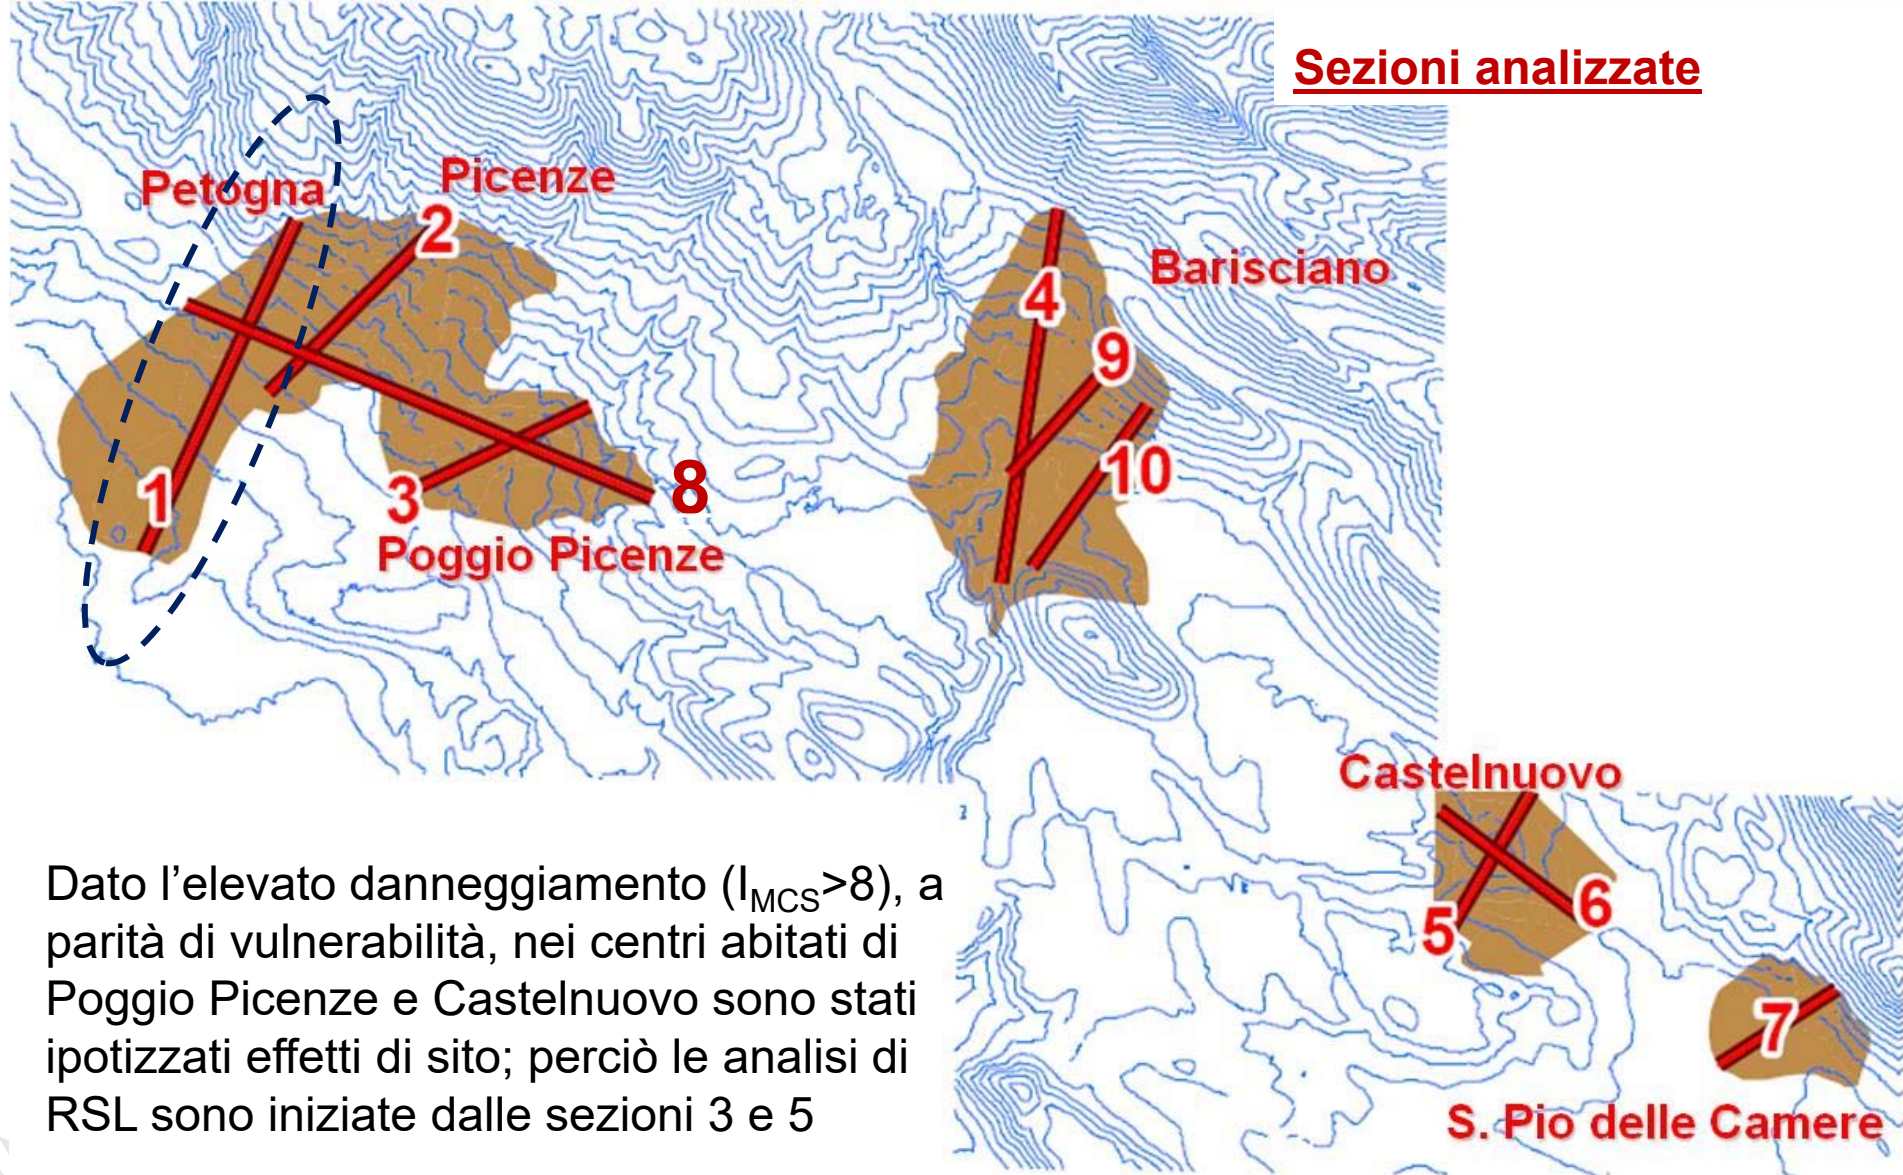 Sezioni analizzate
Petogna
Picenze
2
Barisciano
4
9
10
1
3
8
Poggio Picenze
Castelnuovo
5
6
7
S. Pio delle Camere
Dato l'elevato danneggiamento (IMCS>8), a
parità di vulnerabilità, nei centri abitati di
Poggio Picenze e Castelnuovo sono stati
ipotizzati effetti di sito; perciò le analisi di
RSL sono iniziate dalle sezioni 3 e 5